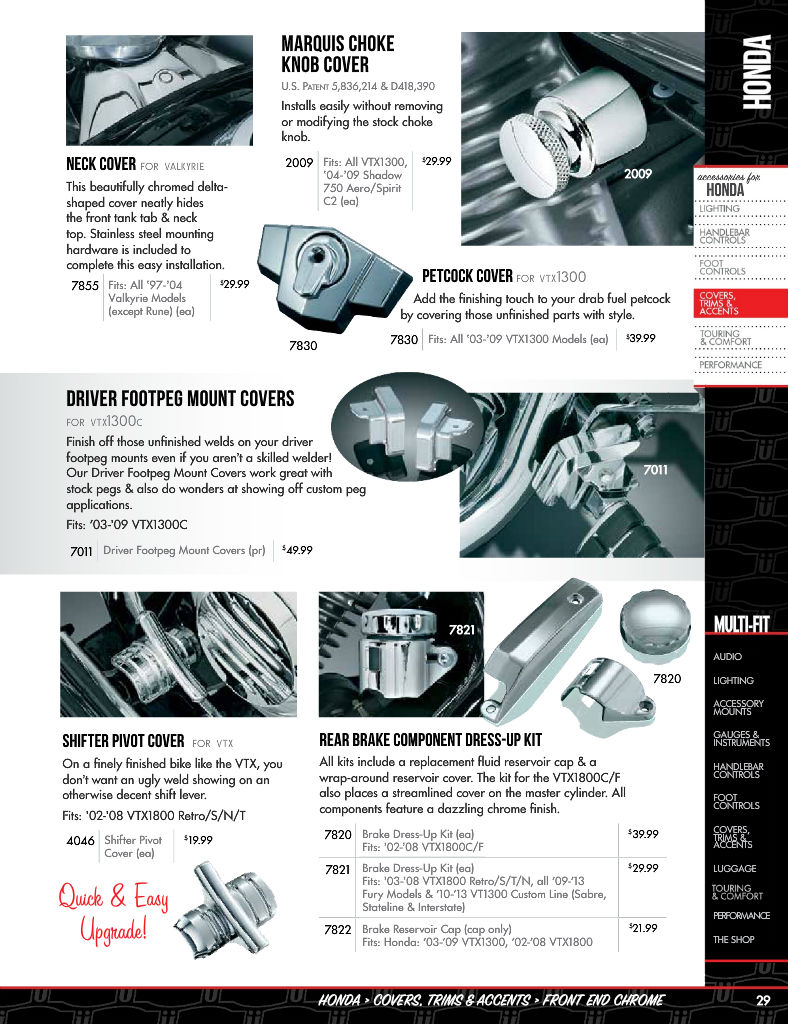 MARQUIS CHOKE
KNOB COVER
U.S. PATENT 5,836,214 & D418,390
Installs easily without removing
or modifying the stock choke
knob.
2009 Fits: All VTX1300, $29.99
'04-'09 Shadow
750 Aero/Spirit
C2 (ea)
2009
NECK COVER FOR VALKYRIE
This beautifully chromed delta-
shaped cover neatly hides
the front tank tab & neck
top. Stainless steel mounting
hardware is included to
complete this easy installation.
7855 Fits: All '97-'04 $29.99
Valkyrie Models
(except Rune) (ea)
7830
PETCOCK COVER FOR VTX1300
Add the finishing touch to your drab fuel petcock
by covering those unfinished parts with style.
7830 Fits: All '03-'09 VTX1300 Models (ea) $39.99
DRIVER FOOTPEG MOUNT COVERS
FOR VTX1300C
Finish off those unfinished welds on your driver
footpeg mounts even if you aren't a skilled welder!
Our Driver Footpeg Mount Covers work great with
stock pegs & also do wonders at showing off custom peg
applications.
Fits: '03-'09 VTX1300C
7011 Driver Footpeg Mount Covers (pr) $49.99
7011
SHIFTER PIVOT COVER FOR VTX
On a finely finished bike like the VTX, you
don't want an ugly weld showing on an
otherwise decent shift lever.
Fits: '02-'08 VTX1800 Retro/S/N/T
4046 Shifter Pivot $19.99
Cover (ea)
Quick & Easy
Upgrade!
7821
7820
REAR BRAKE COMPONENT DRESS-UP KIT
All kits include a replacement fluid reservoir cap & a
wrap-around reservoir cover. The kit for the VTX1800C/F
also places a streamlined cover on the master cylinder. All
components feature a dazzling chrome finish.
7820 Brake Dress-Up Kit (ea) $39.99
Fits: '02-'08 VTX1800C/F
7821 Brake Dress-Up Kit (ea) $29.99
Fits: '03-'08 VTX1800 Retro/S/T/N, all '09-'13
Fury Models & '10-'13 VT1300 Custom Line (Sabre,
Stateline & Interstate)
7822 Brake Reservoir Cap (cap only) $21.99
Fits: Honda: '03-'09 VTX1300, '02-'08 VTX1800
HONDA
accessories for
HONDA
LIGHTING
HANDLEBAR
CONTROLS
FOOT
CONTROLS
COVERS,
TRIMS &
ACCENTS
TOURING
& COMFORT
PERFORMANCE
MULTI-FIT
AUDIO
LIGHTING
ACCESSORY
MOUNTS
GAUGES &
INSTRUMENTS
HANDLEBAR
CONTROLS
FOOT
CONTROLS
COVERS,
TRIMS &
ACCENTS
LUGGAGE
TOURING
& COMFORT
PERFORMANCE
THE SHOP
HONDA > COVERS, TRIMS & ACCENTS > FRONT END CHROME 29